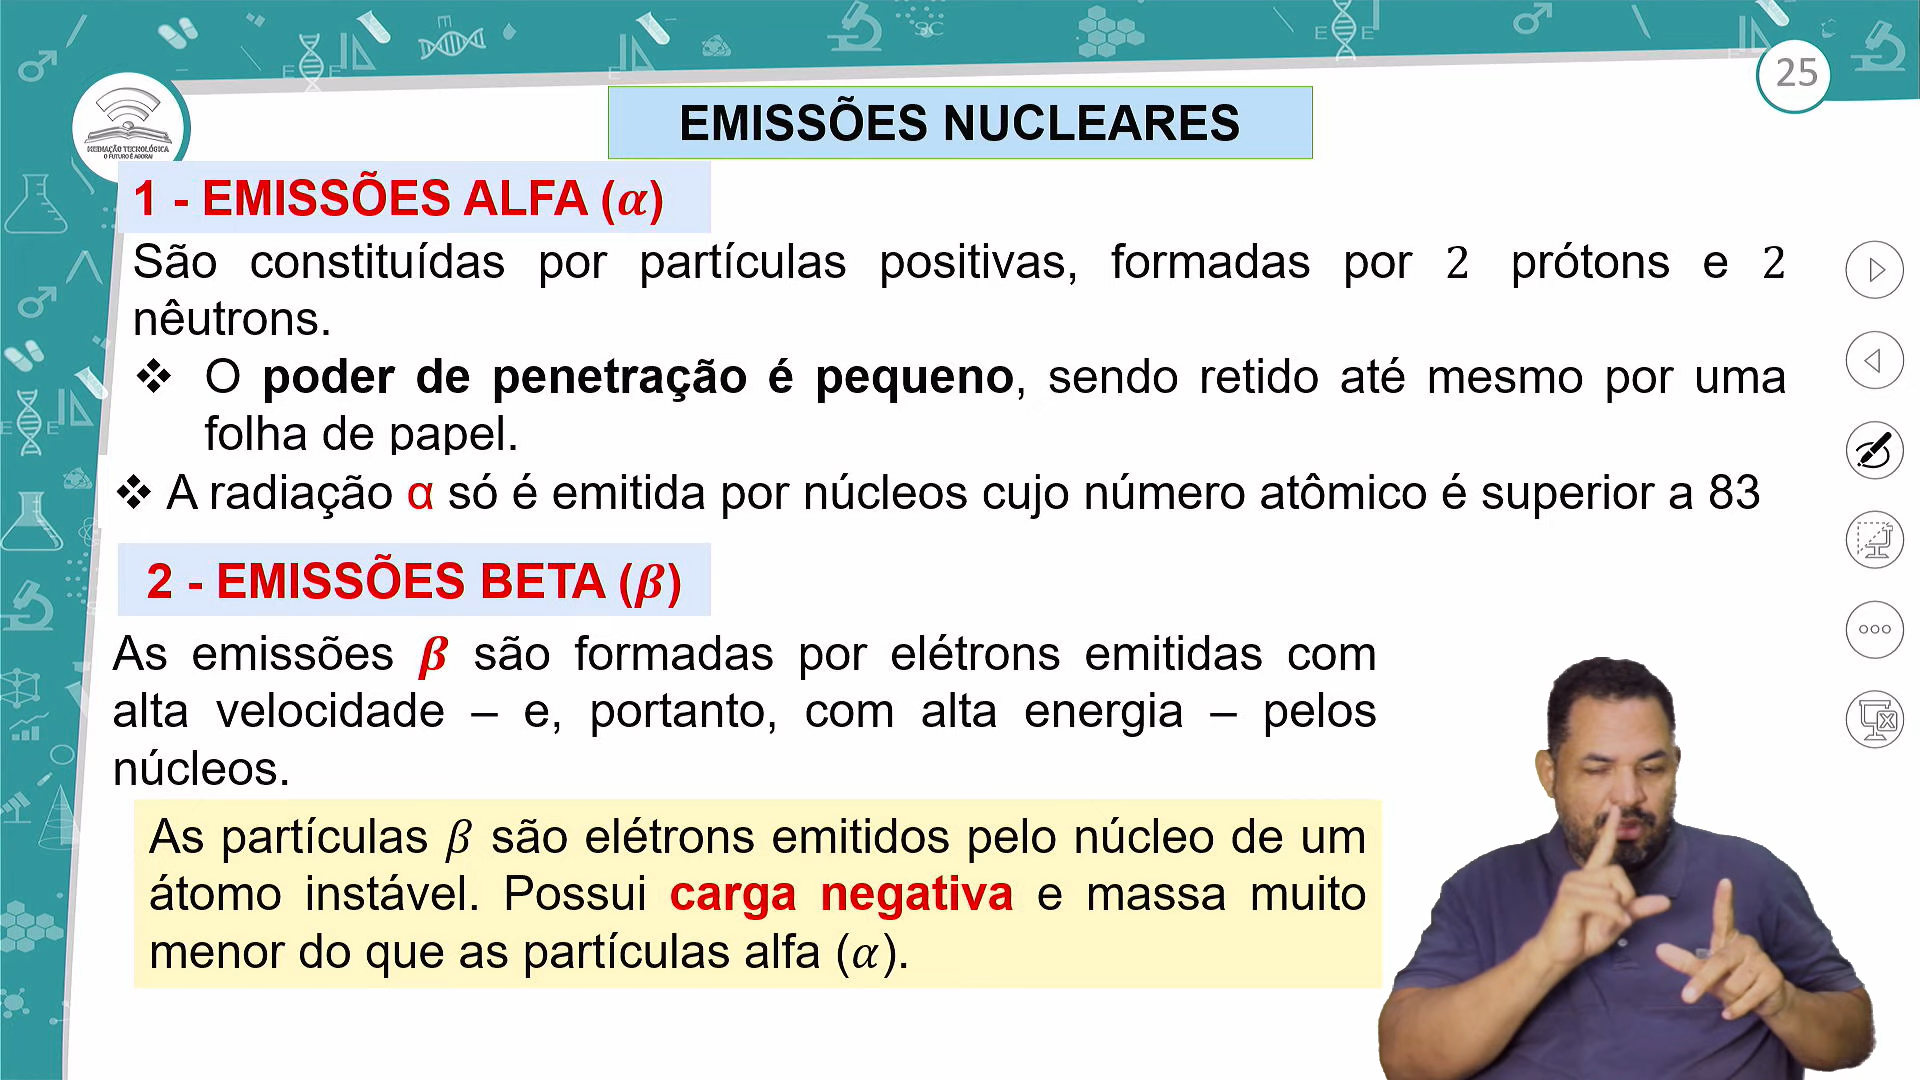 25
MEDIAÇÃO TECNOLÓGICA
O FUTURO É AGORA!
EMISSÕES NUCLEARES
1 - EMISSÕES ALFA (α)
São constituídas por partículas positivas, formadas por 2 prótons e 2
nêutrons.
❖ O poder de penetração é pequeno, sendo retido até mesmo por uma
folha de papel.
❖ A radiação α só é emitida por núcleos cujo número atômico é superior a 83
2 - EMISSÕES BETA (β)
As emissões β são formadas por elétrons emitidas com
alta velocidade – e, portanto, com alta energia – pelos
núcleos.
As partículas β são elétrons emitidos pelo núcleo de um
átomo instável. Possui carga negativa e massa muito
menor do que as partículas alfa (α).